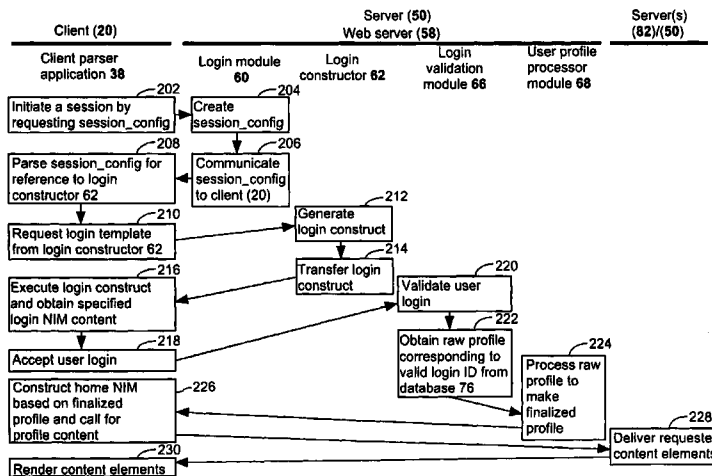 Client (20)
Server (50)
Web server (58)
Server(s)
(82)/(50)
Client parser
application 38
Login module
60
Login
constructor 62
Login
validation
module 66
User profile
processor
module 68
202
Initiate a session by
requesting session_config
204
Create
session_config
206
Communicate
session_config
to client (20)
208
Parse session_config for
reference to login
constructor 62
210
Request login template
from login constructor 62
212
Generate
login construct
214
Transfer login
construct
216
Execute login construct
and obtain specified
login NIM content
218
Accept user login
220
Validate user
login
222
Obtain raw profile
corresponding to
valid login ID from
database 76
224
Process raw
profile to
make
finalized
profile
226
Construct home NIM
based on finalized
profile and call for
profile content
228
Deliver requeste
content elements
230
Render content elements